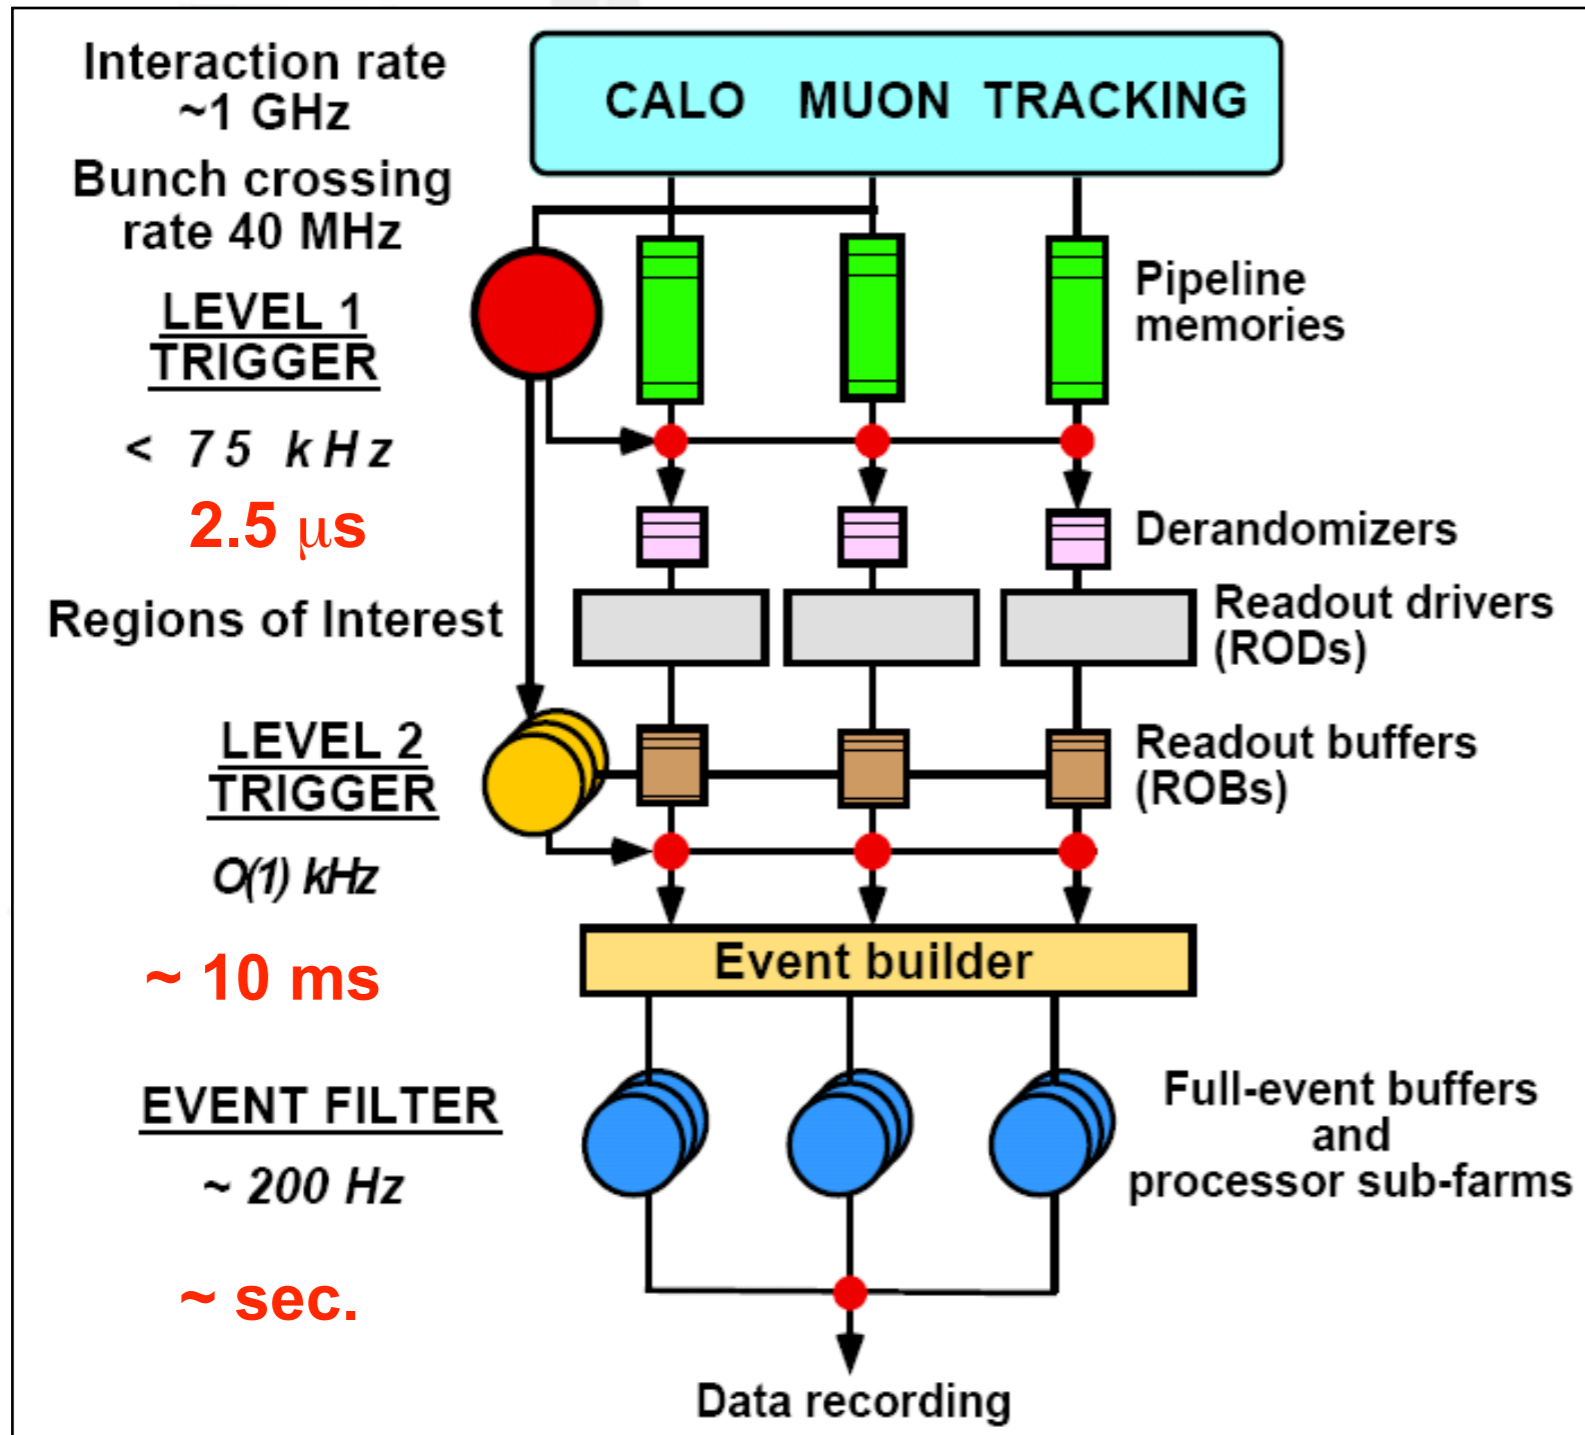 Interaction rate
~1 GHz
Bunch crossing
rate 40 MHz
LEVEL 1
TRIGGER
< 75 kHz
2.5 μs
Regions of Interest
LEVEL 2
TRIGGER
O(1) kHz
~ 10 ms
EVENT FILTER
~ 200 Hz
~ sec.
CALO MUON TRACKING
Pipeline
memories
Derandomizers
Readout drivers
(RODs)
Readout buffers
(ROBs)
Event builder
Full-event buffers
and
processor sub-farms
Data recording